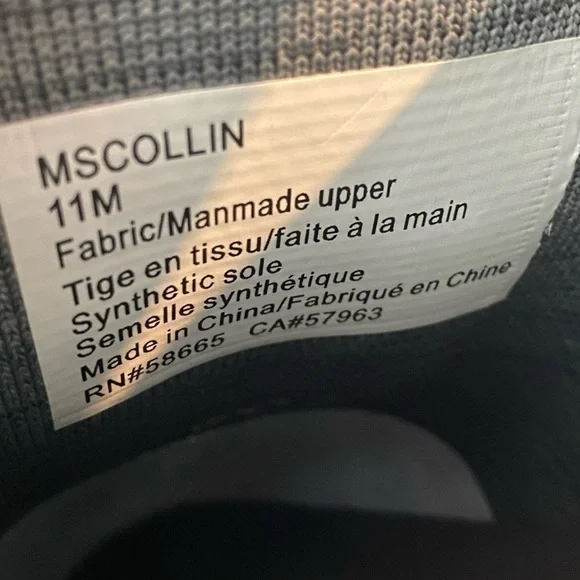 MSCOLLIN
11M
Fabric/Manmade upper
Tige en tissu/faite à la main
Synthetic sole
Semelle synthétique
Made in China/Fabriqué en Chine
RN#58665 CA#57963